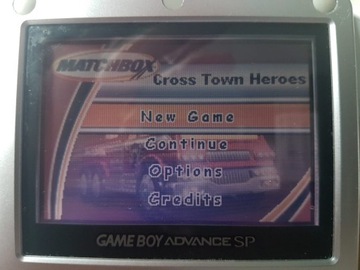 MATCHBOX
Cross Town Heroes
New Game
Continue
Options
Credits
GAME BOY ADVANCE SP